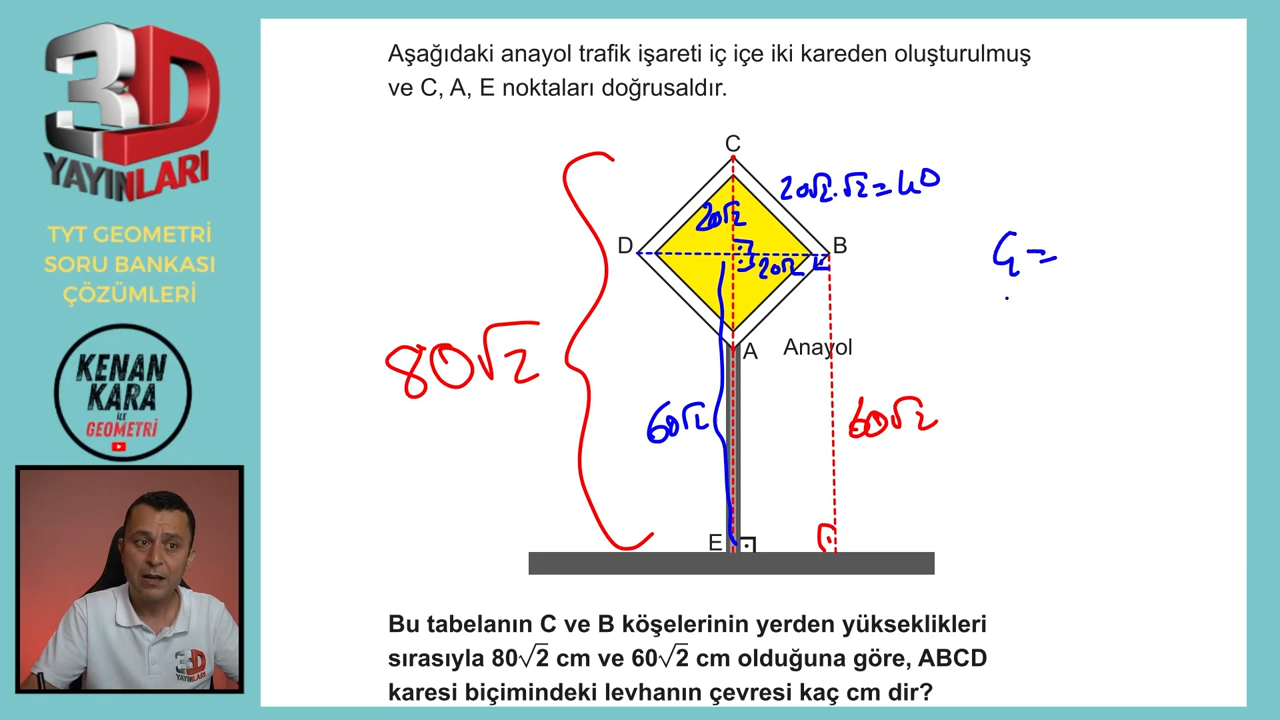 3D
YAYINLARI
TYT GEOMETRİ
SORU BANKASI
ÇÖZÜMLERİ
KENAN
KARA
İLE
GEOMETRİ
3D
YAYINLARI
Aşağıdaki anayol trafik işareti iç içe iki kareden oluşturulmuş
ve C, A, E noktaları doğrusaldır.
C
20√2.√2=40
20√2
D
B
20√2
Ç =
80√2
A
Anayol
60√2
60√2
E
Bu tabelanın C ve B köşelerinin yerden yükseklikleri
sırasıyla 80√2 cm ve 60√2 cm olduğuna göre, ABCD
karesi biçimindeki levhanın çevresi kaç cm dir?